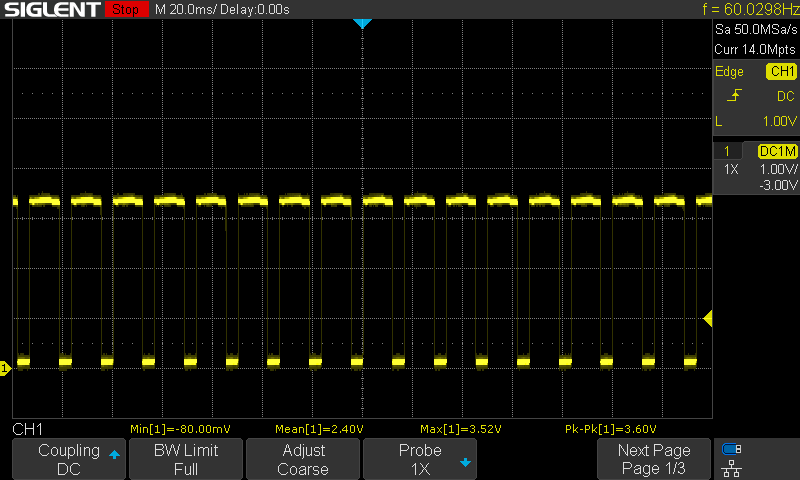 SIGLENT Stop M 20.0ms/ Delay:0.00s f = 60.0298Hz
Sa 50.0MSa/s
Curr 14.0Mpts
Edge CH1
DC
L 1.00V
1 DC1M
1X 1.00V/
-3.00V
1
CH1 Min[1]=-80.00mV Mean[1]=2.40V Max[1]=3.52V Pk-Pk[1]=3.60V
Coupling BW Limit Adjust Probe Next Page
DC Full Coarse 1X Page 1/3